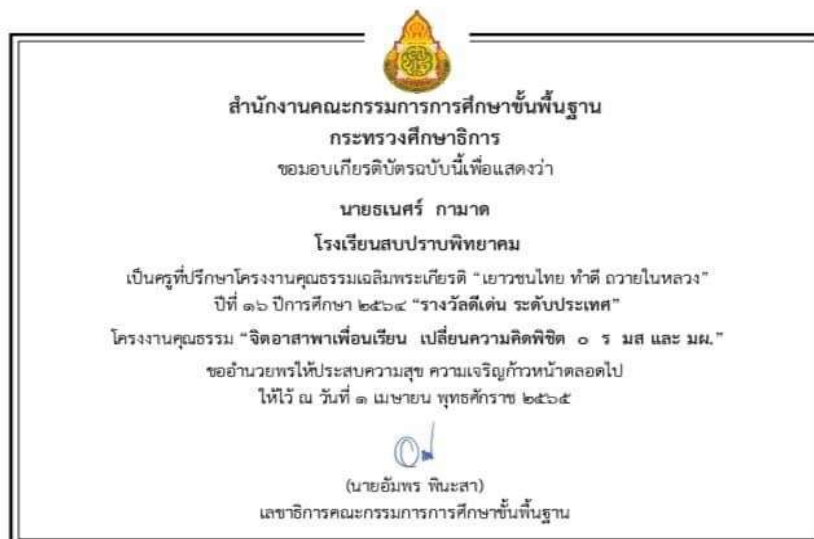 สำนักงานคณะกรรมการการศึกษาขั้นพื้นฐาน
กระทรวงศึกษาธิการ
ขอมอบเกียรติบัตรฉบับนี้เพื่อแสดงว่า
นายธเนศร์ กามาด
โรงเรียนสบปราบพิทยาคม
เป็นครูที่ปรึกษาโครงงานคุณธรรมเฉลิมพระเกียรติ “เยาวชนไทย ทำดี ถวายในหลวง”
ปีที่ ๑๖ ปีการศึกษา ๒๕๖๔ “รางวัลดีเด่น ระดับประเทศ”
โครงงานคุณธรรม “จิตอาสาพาเพื่อนเรียน เปลี่ยนความคิดพิชิต ๐ ร มส และ มผ.”
ขออำนวยพรให้ประสบความสุข ความเจริญก้าวหน้าตลอดไป
ให้ไว้ ณ วันที่ ๑ เมษายน พุทธศักราช ๒๕๖๕
(นายอัมพร พินะสา)
เลขาธิการคณะกรรมการการศึกษาขั้นพื้นฐาน